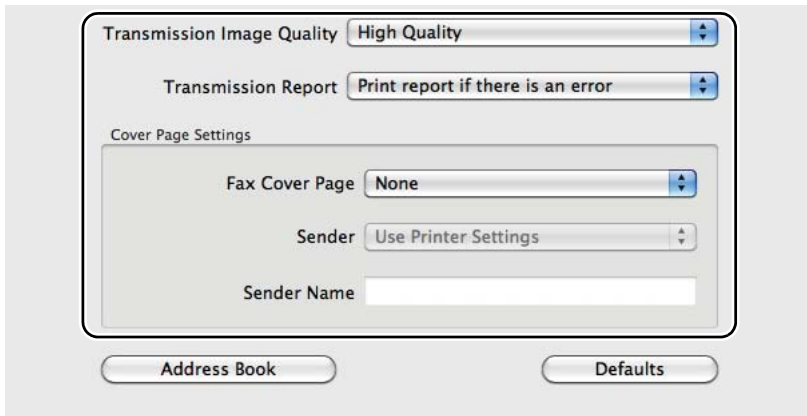 Transmission Image Quality High Quality
Transmission Report Print report if there is an error
Cover Page Settings
Fax Cover Page None
Sender Use Printer Settings
Sender Name
Address Book Defaults